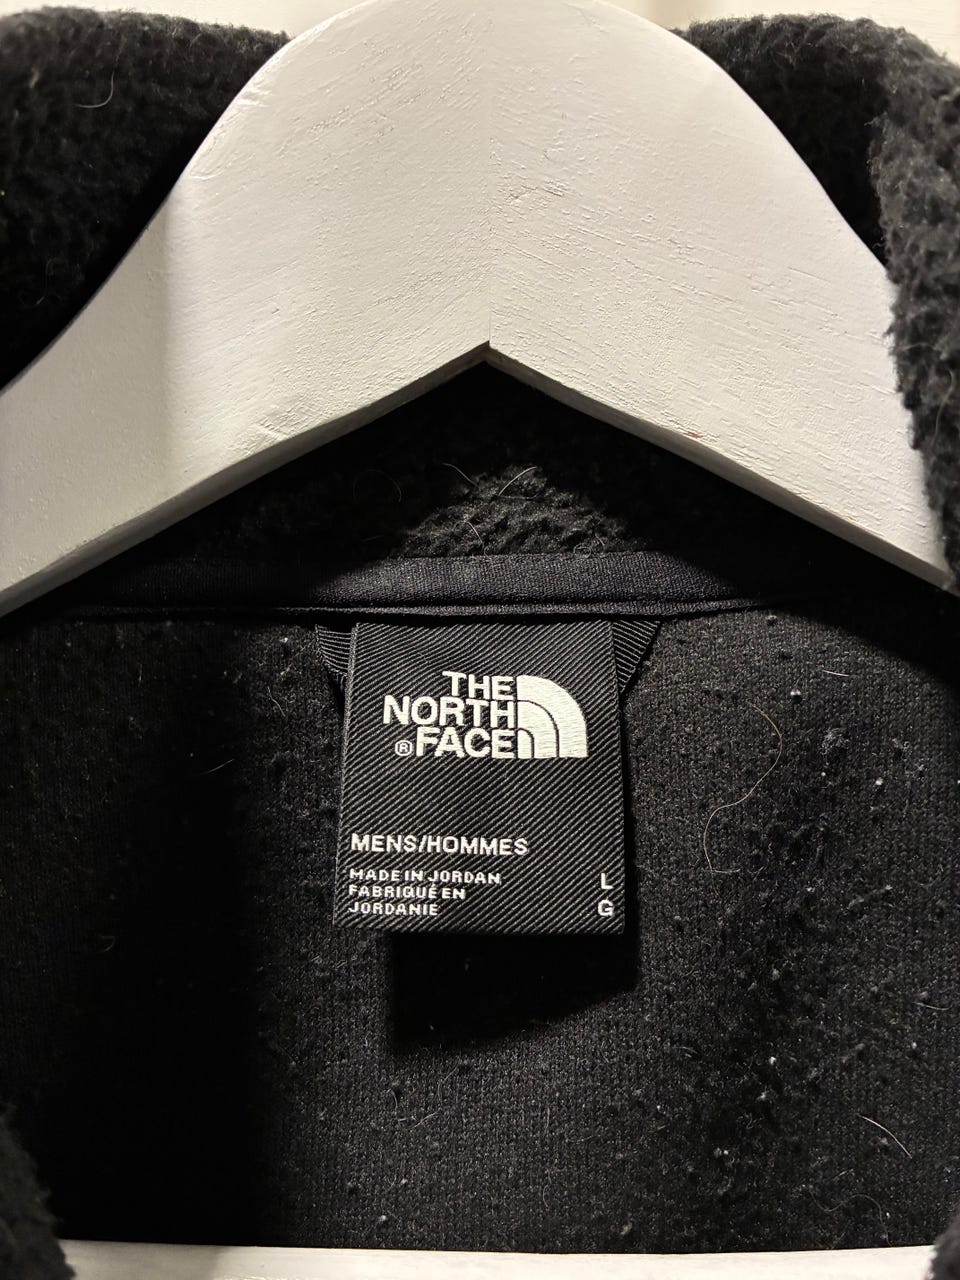 THE
NORTH
® FACE
MENS/HOMMES
MADE IN JORDAN
FABRIQUÉ EN
JORDANIE
L
G